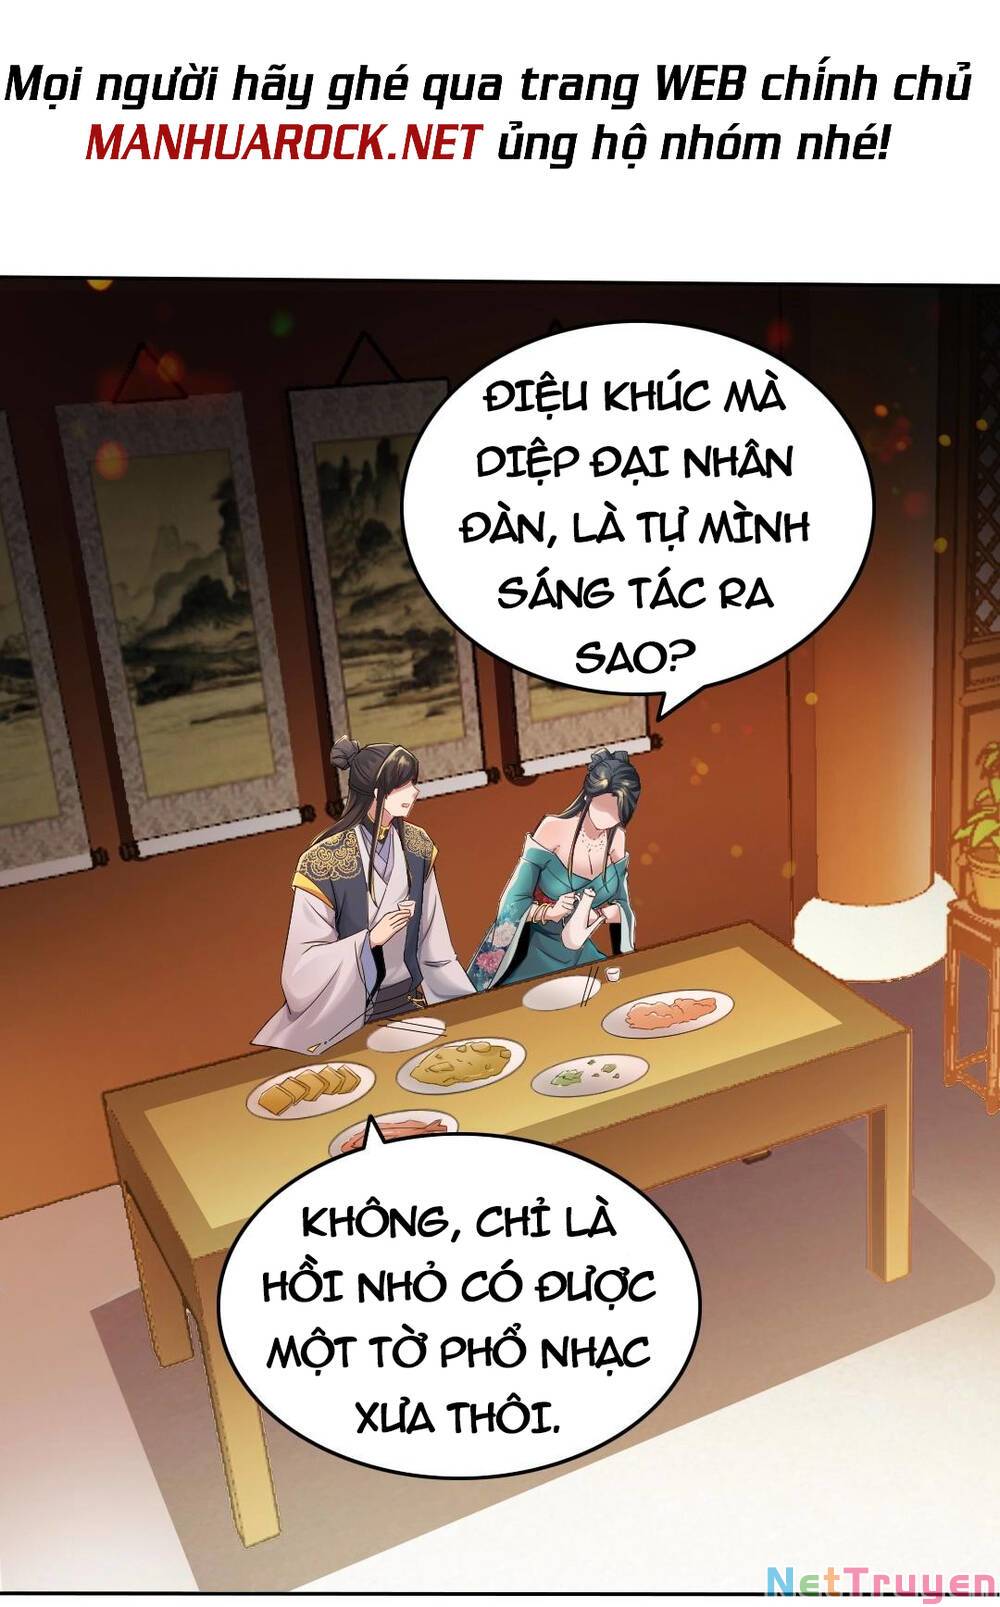 Mọi người hãy ghé qua trang WEB chính chủ
MANHUAROCK.NET ủng hộ nhóm nhé!
ĐIỆU KHÚC MÀ
DIỆP ĐẠI NHÂN
ĐÀN, LÀ TỰ MÌNH
SÁNG TÁC RA
SAO?
KHÔNG, CHỈ LÀ
HỒI NHỎ CÓ ĐƯỢC
MỘT TỜ PHỔ NHẠC
XƯA THÔI.
NetTruyen